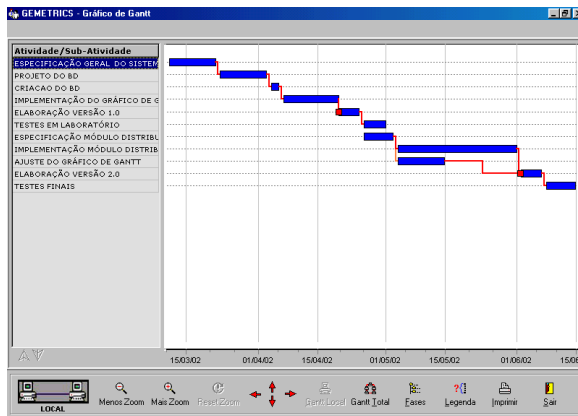 GEMETRICS - Gráfico de Gantt
Atividade/Sub-Atividade
ESPECIFICAÇÃO GERAL DO SISTEM
PROJETO DO BD
CRIACAO DO BD
IMPLEMENTAÇÃO DO GRÁFICO DE G
ELABORAÇÃO VERSÃO 1.0
TESTES EM LABORATÓRIO
ESPECIFICAÇÃO MÓDULO DISTRIBU
IMPLEMENTAÇÃO MÓDULO DISTRIB
AJUSTE DO GRÁFICO DE GANTT
ELABORAÇÃO VERSÃO 2.0
TESTES FINAIS
15/03/02 01/04/02 15/04/02 01/05/02 15/05/02 01/06/02 15/06
LOCAL Menos Zoom Mais Zoom Reset Zoom Gantt Local Gantt Total Fases Legenda Imprimir Sair